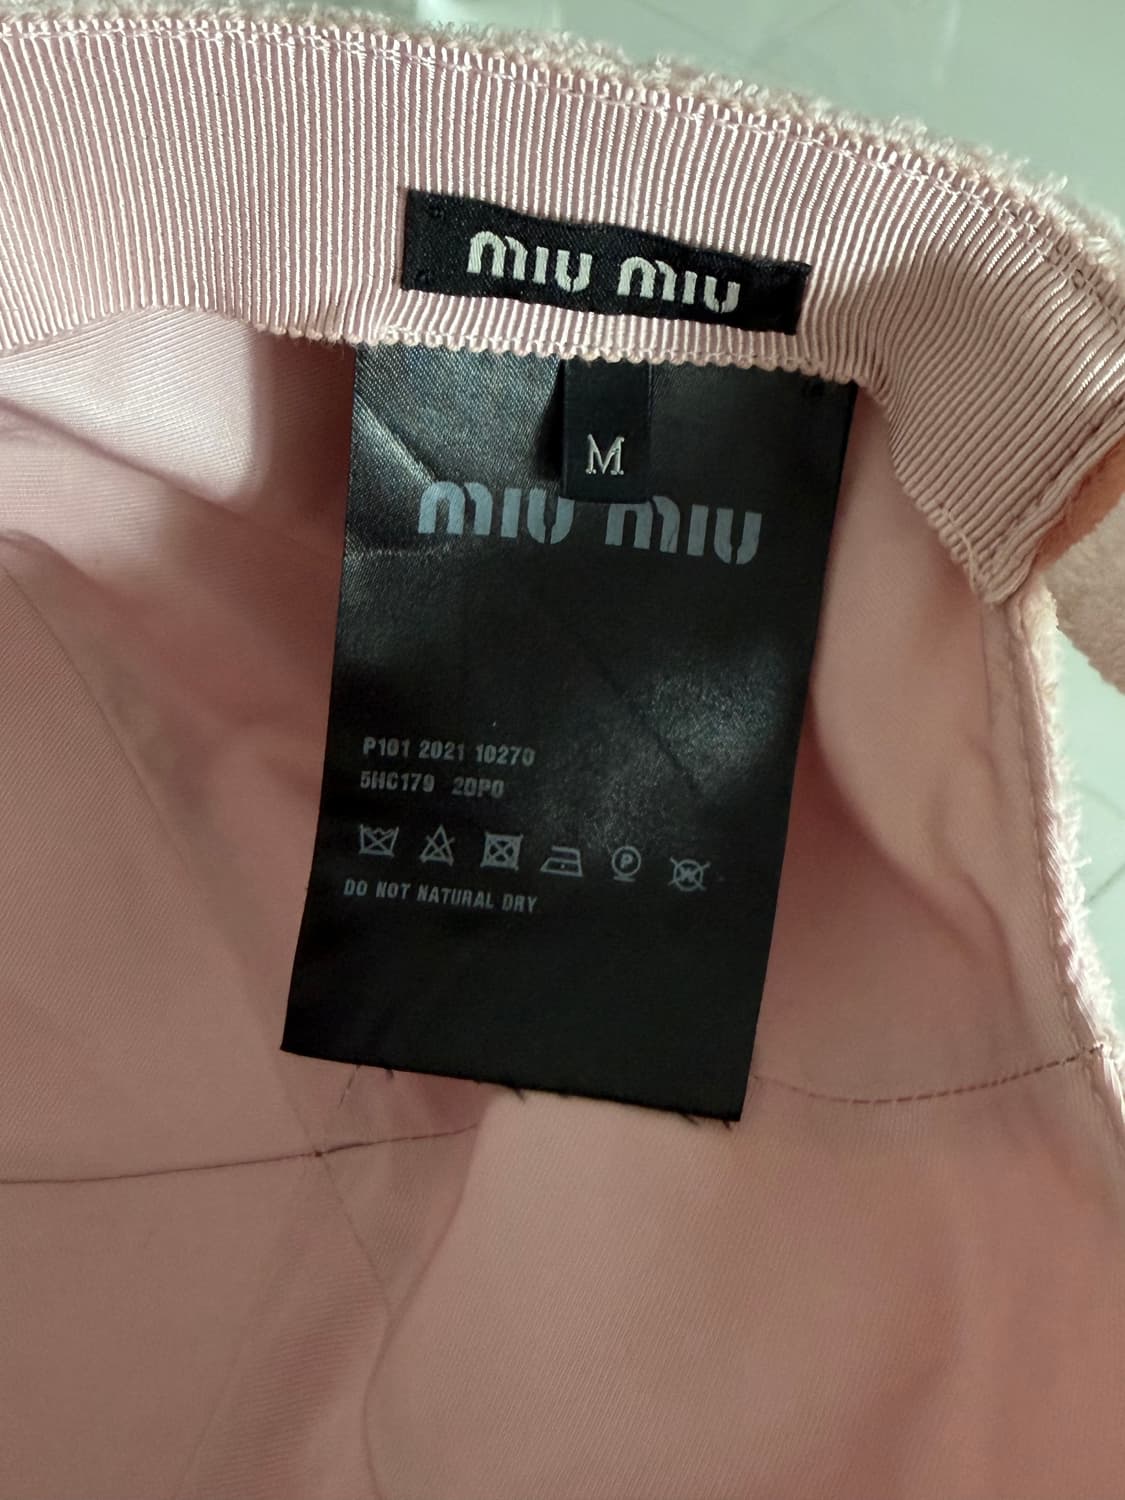 MIU MIU
M
MIU MIU
P101 2021 10270
5HC179 2DP0
P
W
DO NOT NATURAL DRY